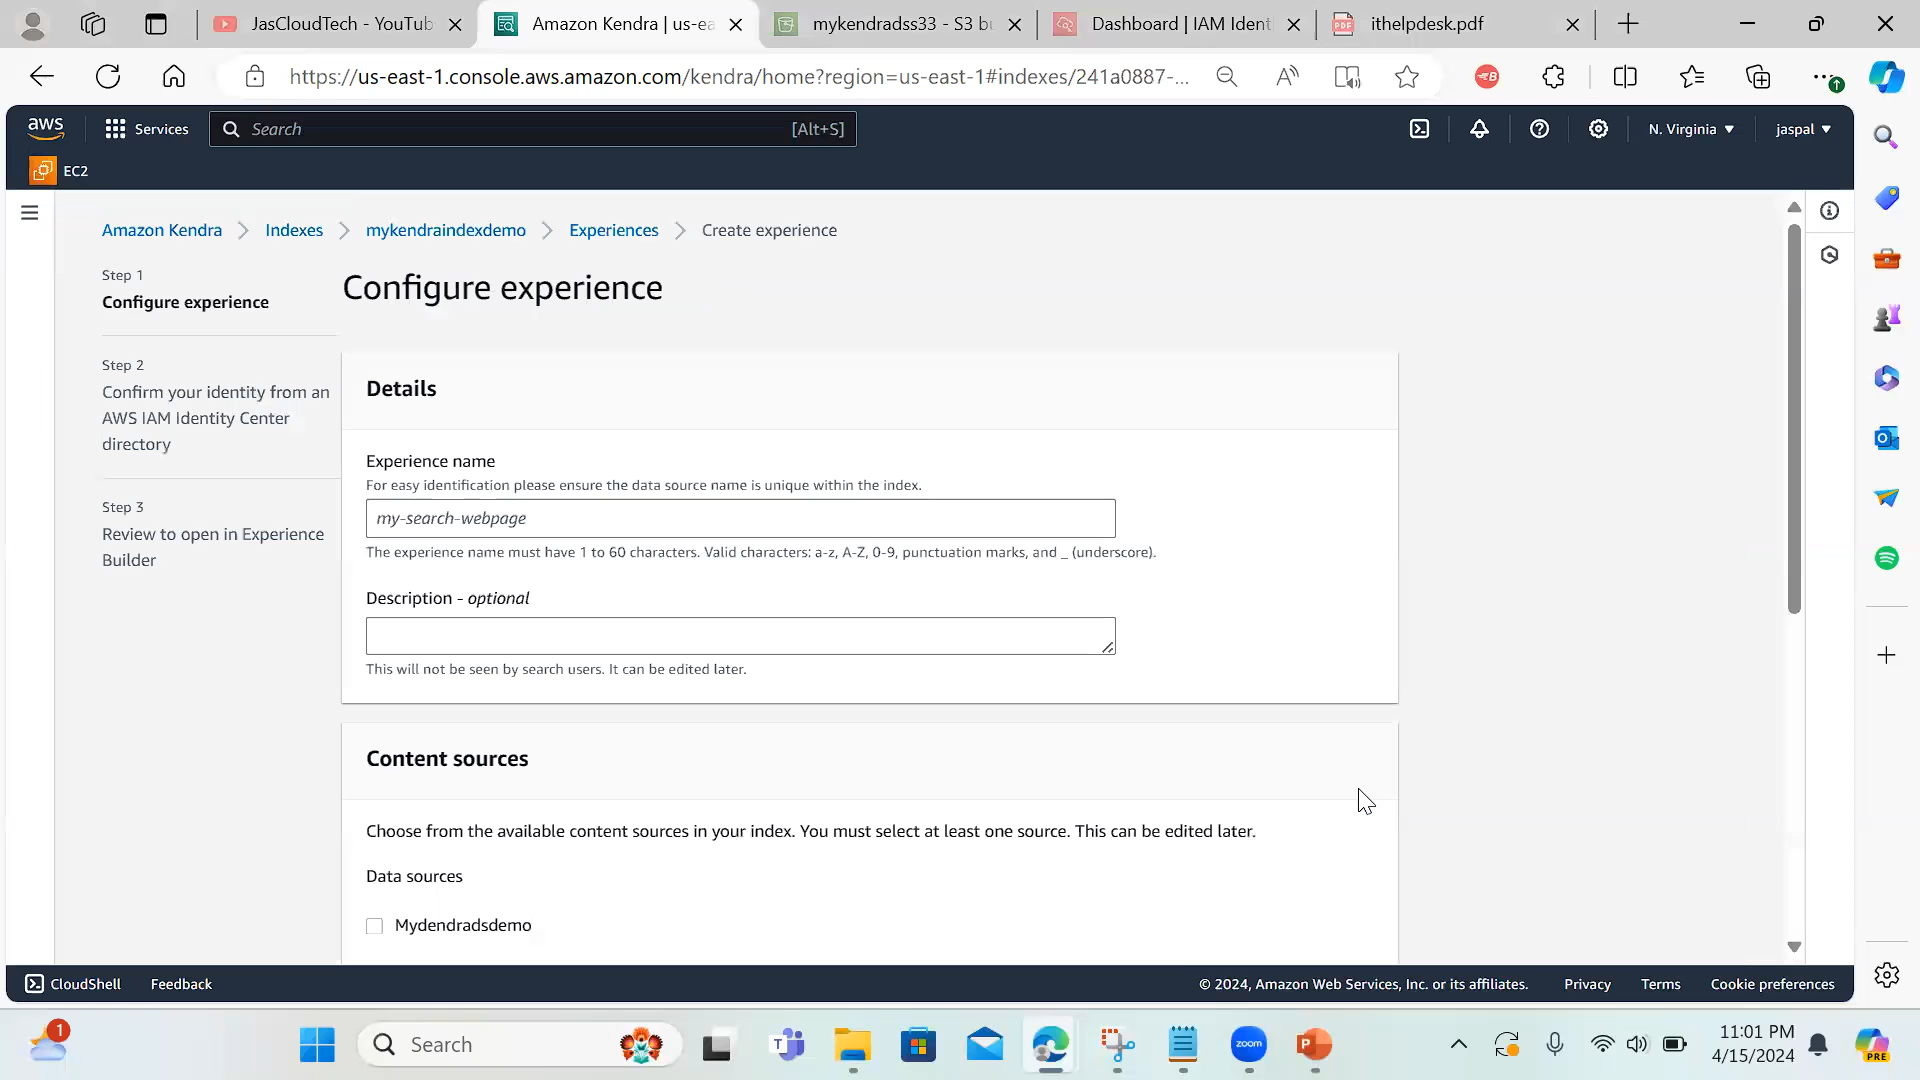 JasCloudTech - YouTub
Amazon Kendra | us-ea
mykendradss33 - S3 bu
Dashboard | IAM Ident
ithelpdesk.pdf
https://us-east-1.console.aws.amazon.com/kendra/home?region=us-east-1#indexes/241a0887-...
aws
Services
Search
[Alt+S]
N. Virginia
jaspal
EC2
Amazon Kendra
Indexes
mykendraindexdemo
Experiences
Create experience
Step 1
Configure experience
Step 2
Confirm your identity from an
AWS IAM Identity Center
directory
Step 3
Review to open in Experience
Builder
Configure experience
Details
Experience name
For easy identification please ensure the data source name is unique within the index.
my-search-webpage
The experience name must have 1 to 60 characters. Valid characters: a-z, A-Z, 0-9, punctuation marks, and _ (underscore).
Description - optional
This will not be seen by search users. It can be edited later.
Content sources
Choose from the available content sources in your index. You must select at least one source. This can be edited later.
Data sources
Mydendradsdemo
CloudShell
Feedback
© 2024, Amazon Web Services, Inc. or its affiliates.
Privacy
Terms
Cookie preferences
1
Search
zoom
11:01 PM
4/15/2024
PRE